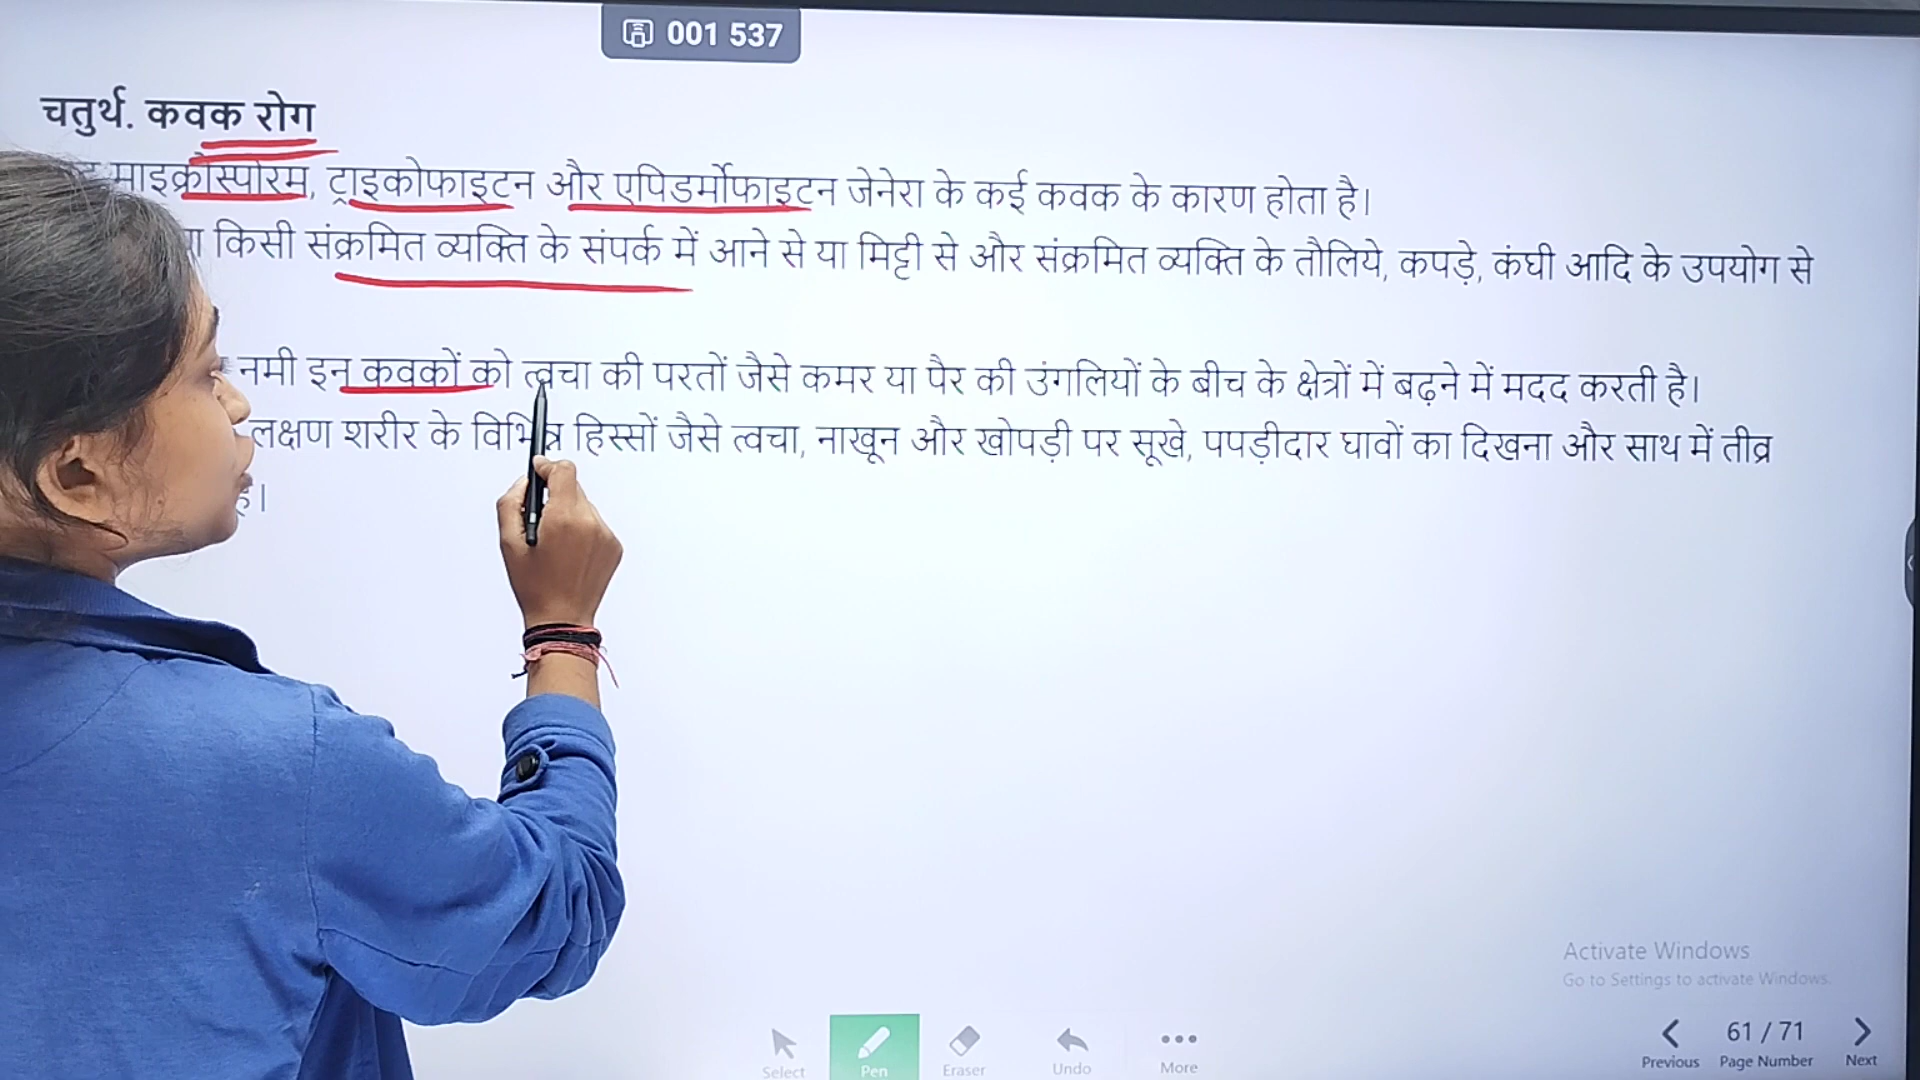 001 537
चतुर्थ. कवक रोग
माइक्रोस्पोरम, ट्राइकोफाइटन और एपिडर्मोफाइटन जेनेरा के कई कवक के कारण होता है।
किसी संक्रमित व्यक्ति के संपर्क में आने से या मिट्टी से और संक्रमित व्यक्ति के तौलिये, कपड़े, कंघी आदि के उपयोग से
नमी इन कवकों को त्वचा की परतों जैसे कमर या पैर की उंगलियों के बीच के क्षेत्रों में बढ़ने में मदद करती है।
लक्षण शरीर के विभिन्न हिस्सों जैसे त्वचा, नाखून और खोपड़ी पर सूखे, पपड़ीदार घावों का दिखना और साथ में तीव्र
है।
Activate Windows
Go to Settings to activate Windows.
Select Pen Eraser Undo More
Previous 61 / 71 Page Number Next